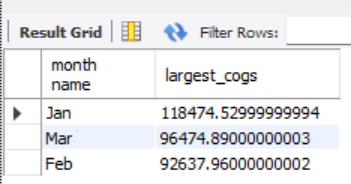 Result Grid Filter Rows:
month
name largest_cogs
Jan 118474.52999999994
Mar 96474.89000000003
Feb 92637.96000000002